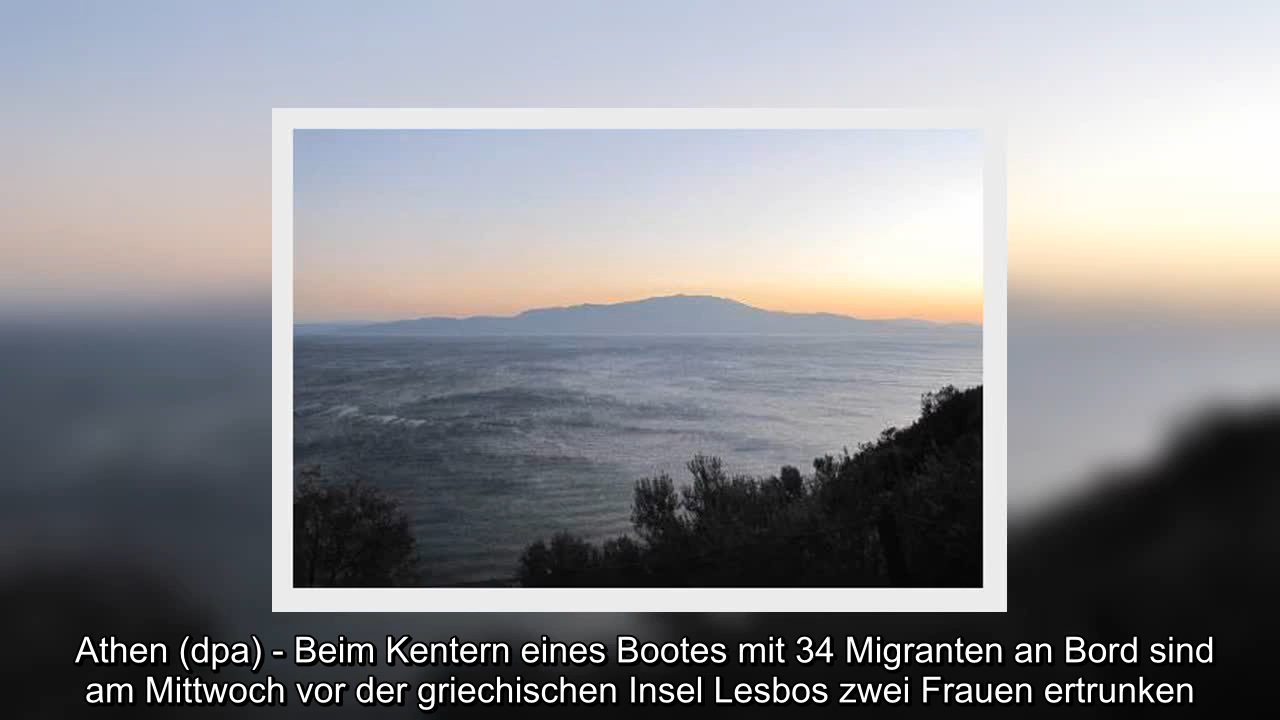 Athen (dpa) - Beim Kentern eines Bootes mit 34 Migranten an Bord sind
am Mittwoch vor der griechischen Insel Lesbos zwei Frauen ertrunken